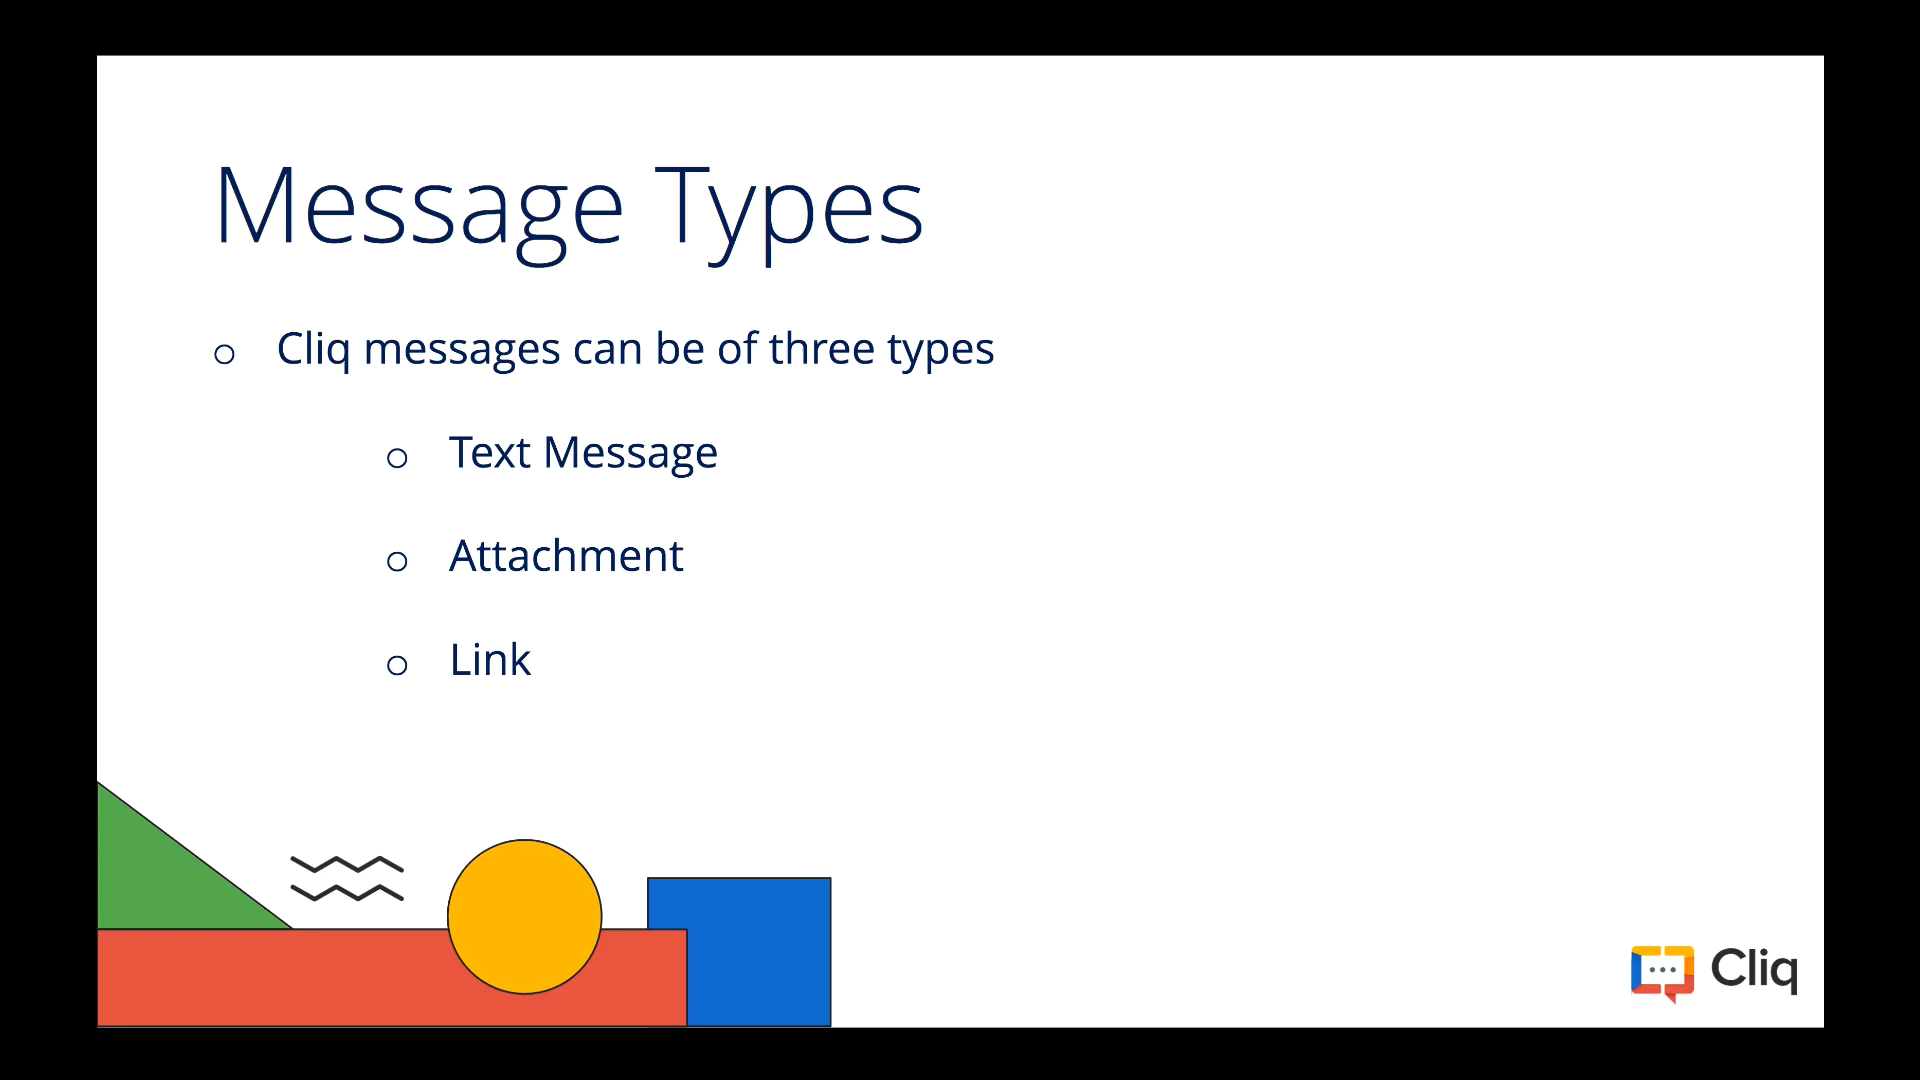 Message Types
Cliq messages can be of three types
Text Message
Attachment
Link
Cliq